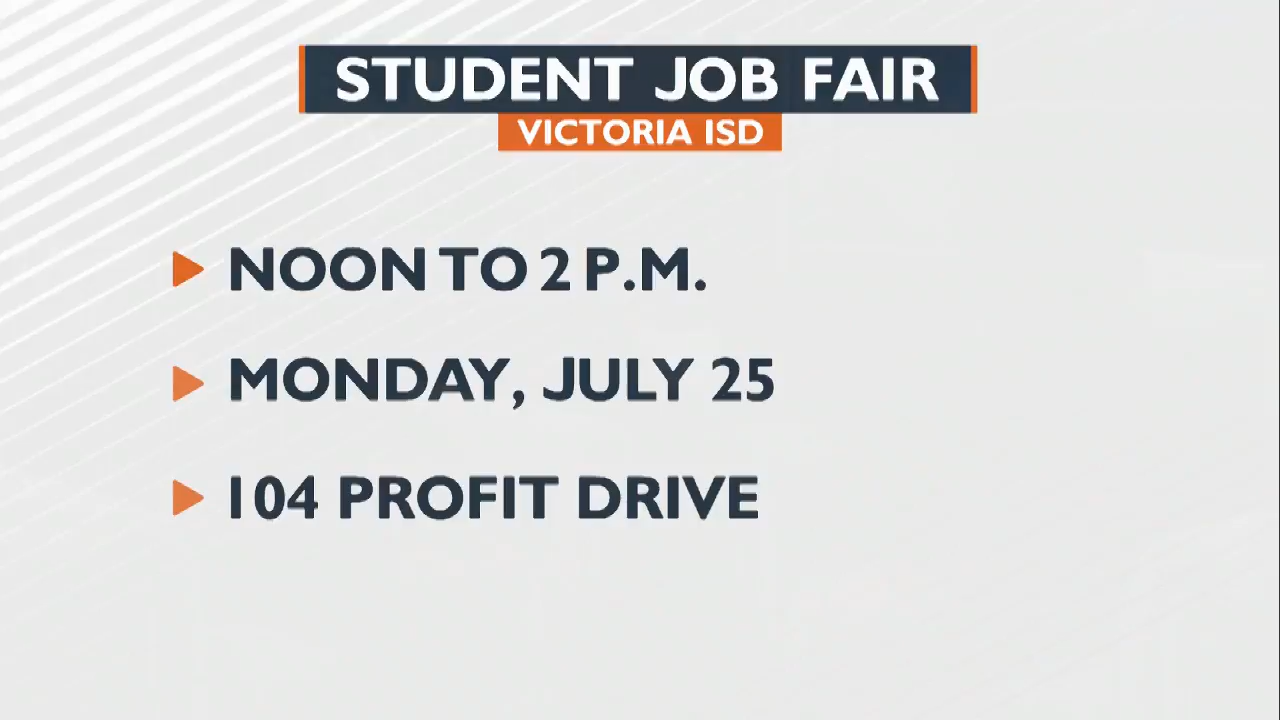 STUDENT JOB FAIR
VICTORIA ISD
NOON TO 2 P.M.
MONDAY, JULY 25
104 PROFIT DRIVE